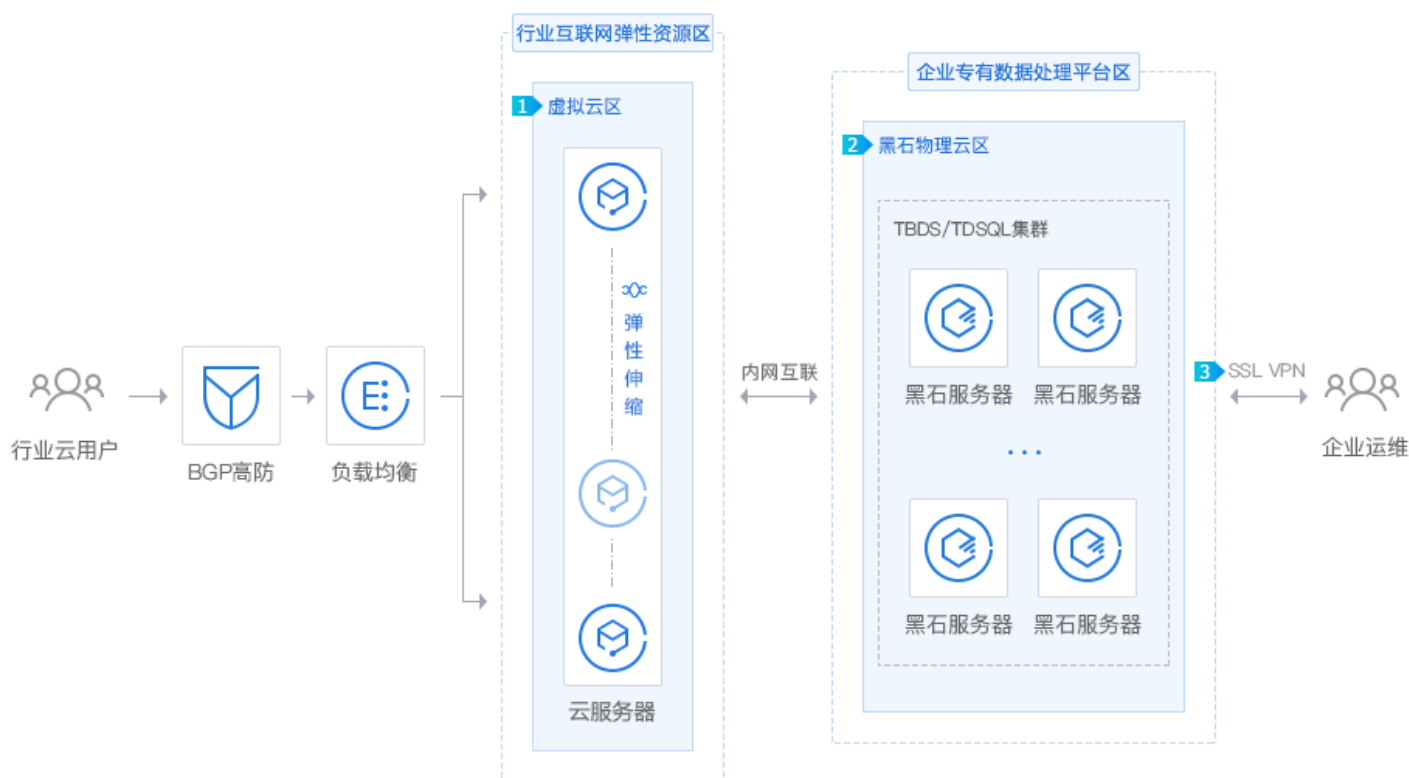 行业互联网弹性资源区
企业专有数据处理平台区
1 虚拟云区
2 黑石物理云区
TBDS/TDSQL集群
弹性伸缩
内网互联
黑石服务器 黑石服务器
3 SSL VPN
行业云用户
BGP高防
负载均衡
企业运维
黑石服务器 黑石服务器
云服务器